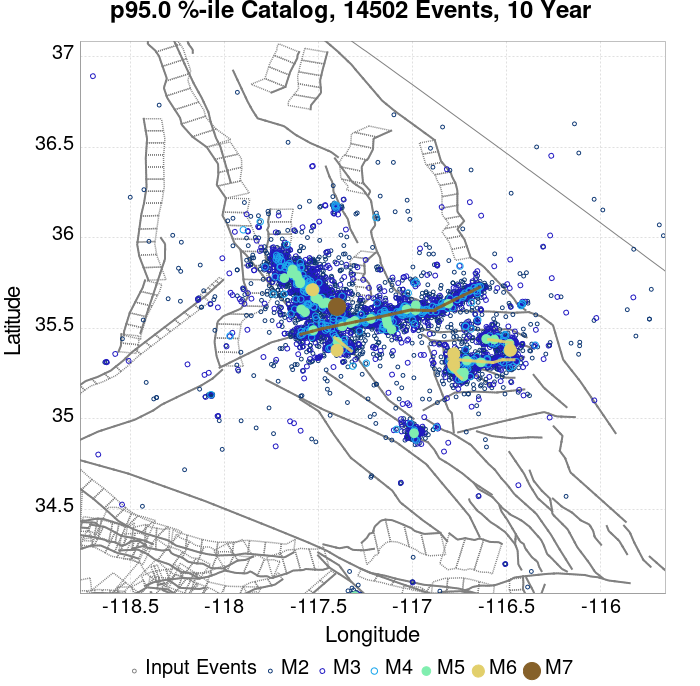 p95.0 %-ile Catalog, 14502 Events, 10 Year
37
36.5
36
35.5
35
34.5
Latitude
-118.5 -118 -117.5 -117 -116.5 -116
Longitude
Input Events M2 M3 M4 M5 M6 M7